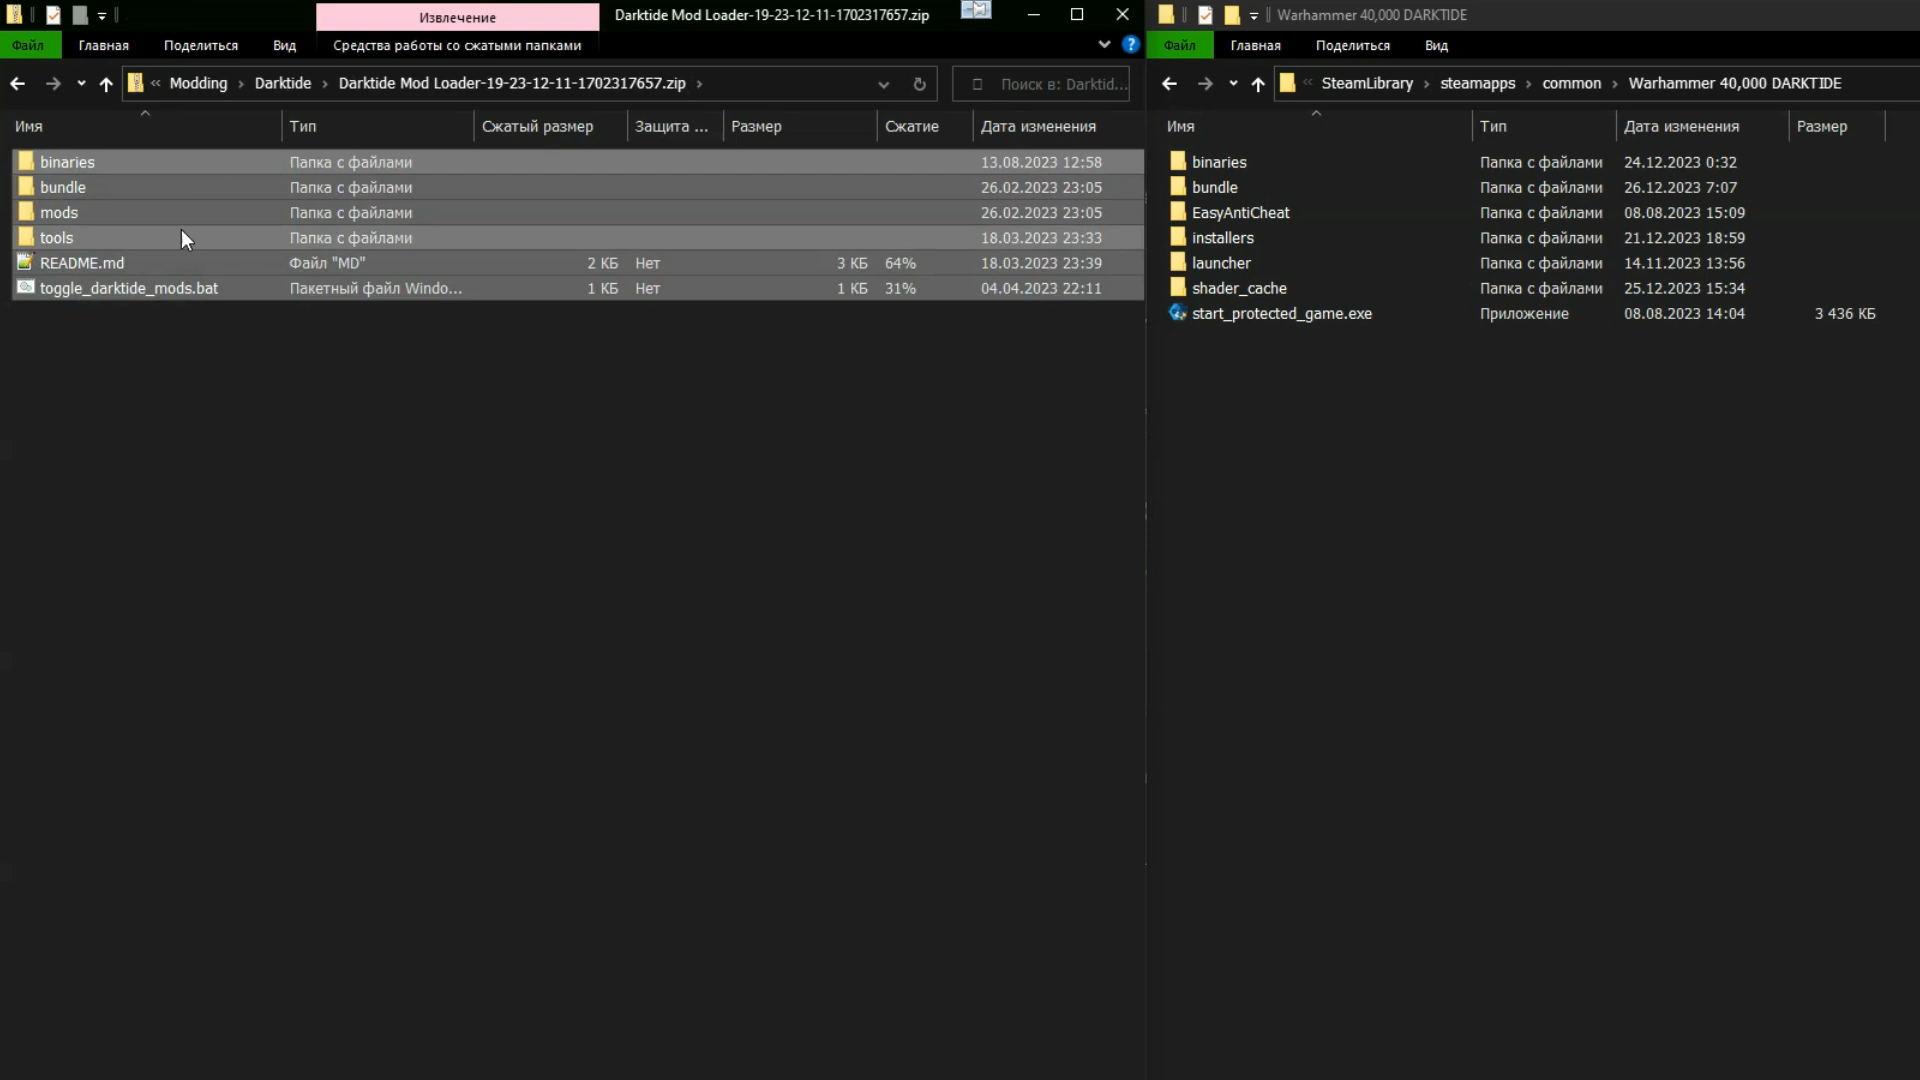 Извлечение
Darktide Mod Loader-19-23-12-11-1702317657.zip
Файл Главная Поделиться Вид Средства работы со сжатыми папками
« Modding › Darktide › Darktide Mod Loader-19-23-12-11-1702317657.zip ›
Поиск в: Darktid...
Имя Тип Сжатый размер Защита ... Размер Сжатие Дата изменения
binaries Папка с файлами 13.08.2023 12:58
bundle Папка с файлами 26.02.2023 23:05
mods Папка с файлами 26.02.2023 23:05
tools Папка с файлами 18.03.2023 23:33
README.md Файл "MD" 2 КБ Нет 3 КБ 64% 18.03.2023 23:39
toggle_darktide_mods.bat Пакетный файл Windo... 1 КБ Нет 1 КБ 31% 04.04.2023 22:11
Warhammer 40,000 DARKTIDE
Файл Главная Поделиться Вид
« SteamLibrary › steamapps › common › Warhammer 40,000 DARKTIDE
Имя Тип Дата изменения Размер
binaries Папка с файлами 24.12.2023 0:32
bundle Папка с файлами 26.12.2023 7:07
EasyAntiCheat Папка с файлами 08.08.2023 15:09
installers Папка с файлами 21.12.2023 18:59
launcher Папка с файлами 14.11.2023 13:56
shader_cache Папка с файлами 25.12.2023 15:34
start_protected_game.exe Приложение 08.08.2023 14:04 3 436 КБ